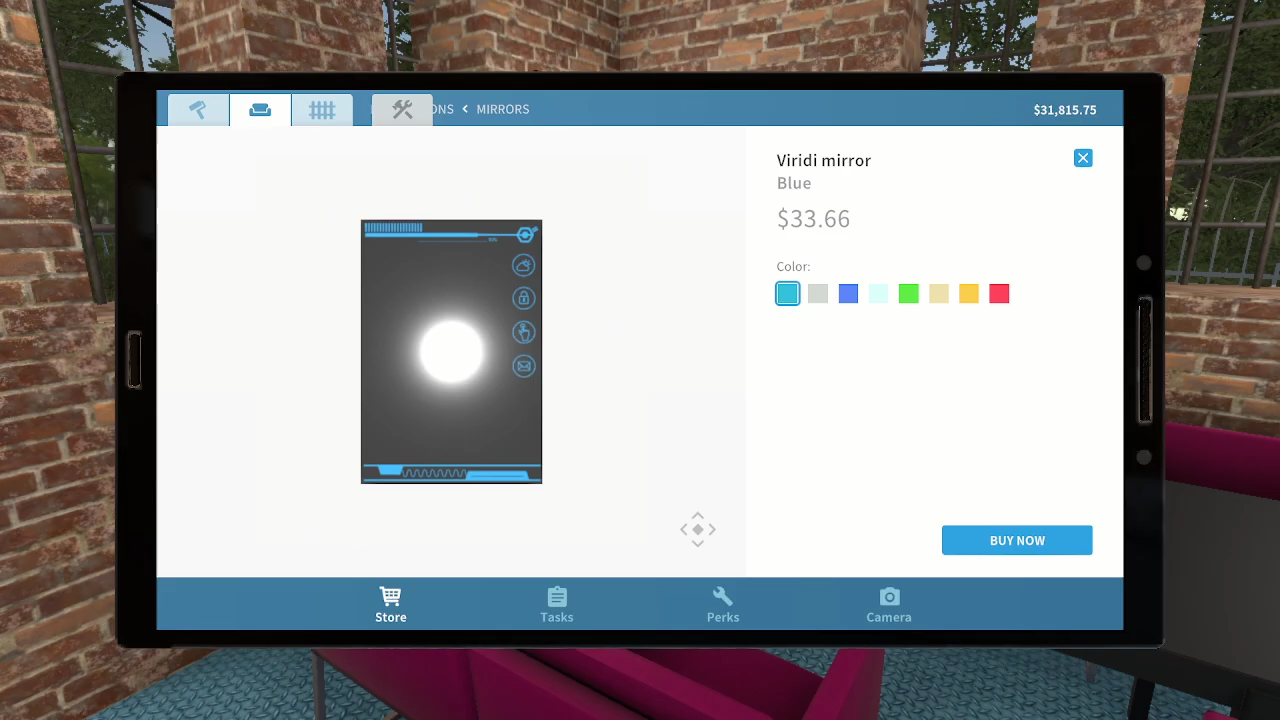 ONS < MIRRORS
$31,815.75
Viridi mirror
Blue
$33.66
Color:
BUY NOW
Store
Tasks
Perks
Camera